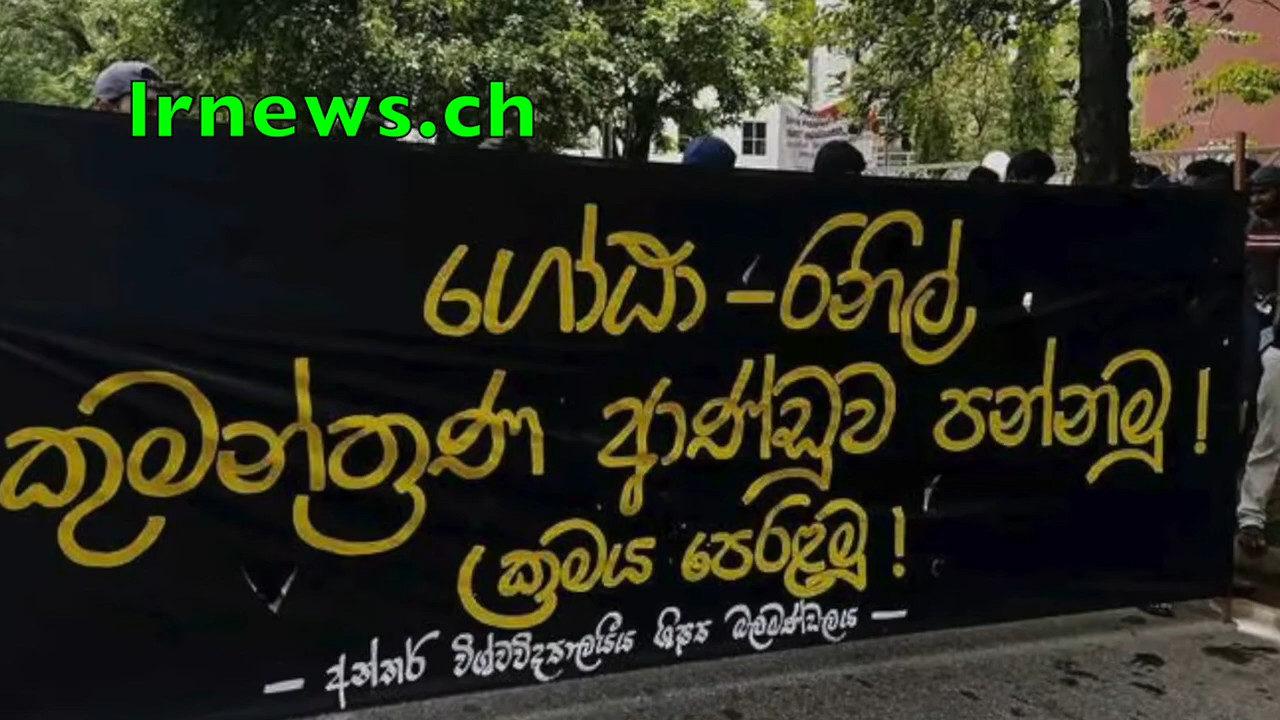 lrnews.ch
ගෝඨා - රනිල්
කුමන්ත්‍රණ ආණ්ඩුව පන්නමු !
ක්‍රමය පෙරළමු !
— අන්තර් විශ්වවිද්‍යාලයීය ශිෂ්‍ය බලමණ්ඩලය —